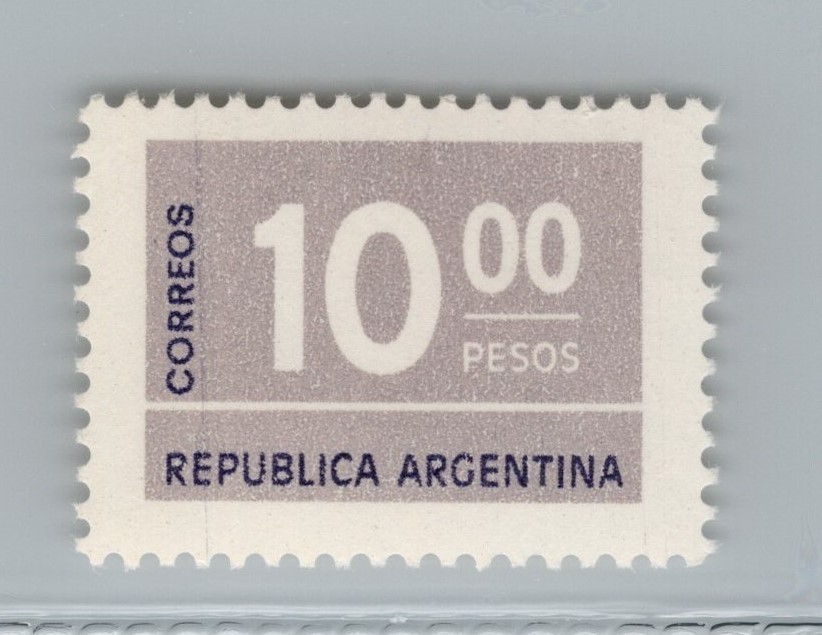 CORREOS
10 00
PESOS
REPUBLICA ARGENTINA